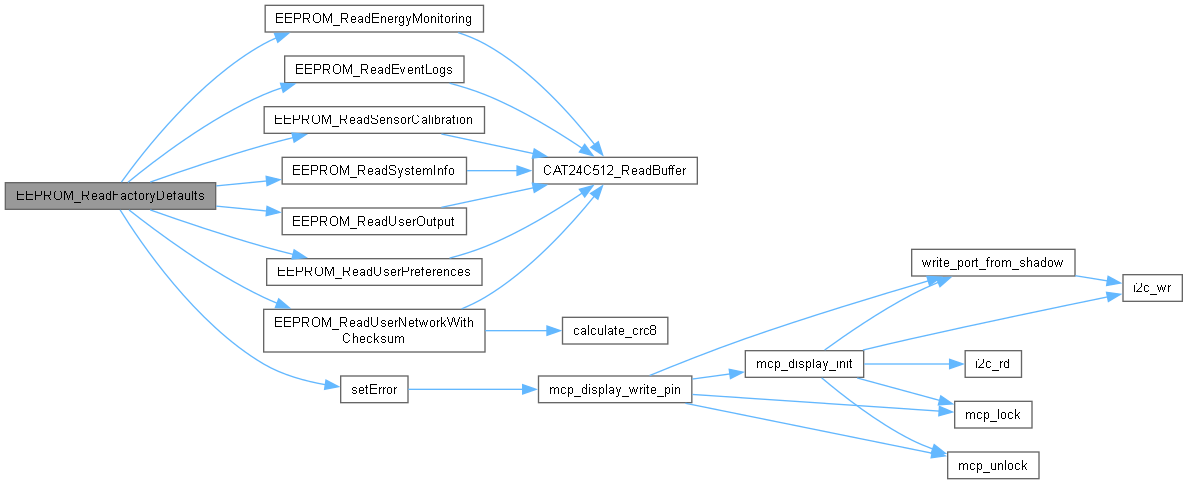 EEPROM_ReadEnergyMonitoring
EEPROM_ReadEventLogs
EEPROM_ReadSensorCalibration
EEPROM_ReadSystemInfo
CAT24C512_ReadBuffer
EEPROM_ReadFactoryDefaults
EEPROM_ReadUserOutput
EEPROM_ReadUserPreferences
write_port_from_shadow
i2c_wr
EEPROM_ReadUserNetworkWith
Checksum
calculate_crc8
mcp_display_init
i2c_rd
setError
mcp_display_write_pin
mcp_lock
mcp_unlock